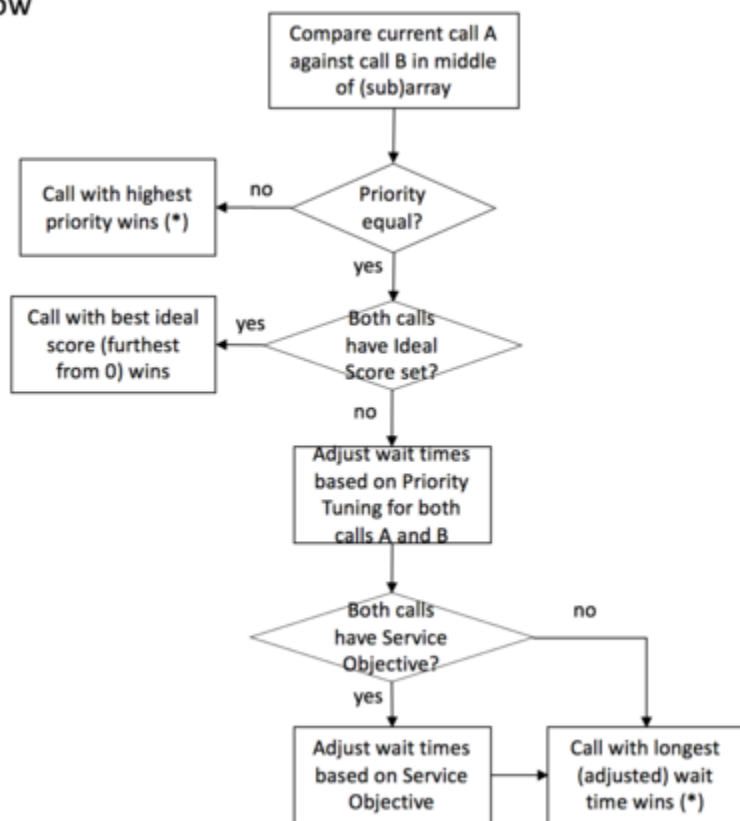 ow
Compare current call A
against call B in middle
of (sub)array
Call with highest
priority wins (*)
no
Priority
equal?
yes
Call with best ideal
score (furthest
from 0) wins
yes
Both calls
have Ideal
Score set?
no
Adjust wait times
based on Priority
Tuning for both
calls A and B
Both calls
have Service
Objective?
no
yes
Adjust wait times
based on Service
Objective
Call with longest
(adjusted) wait
time wins (*)